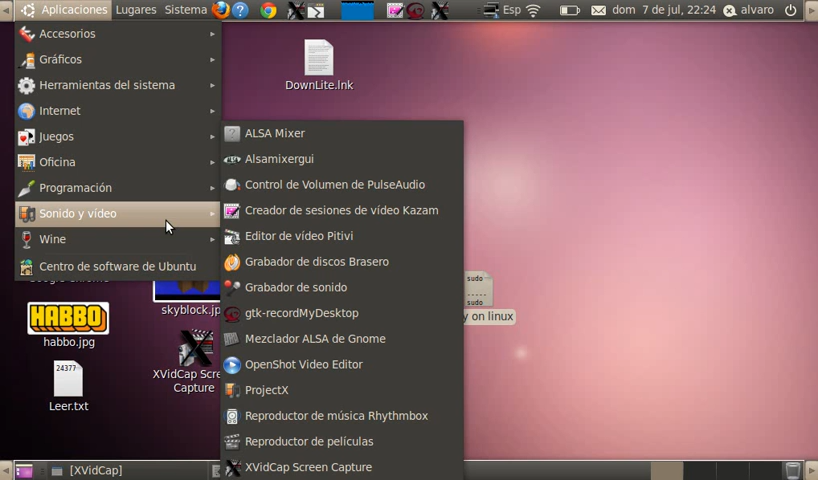 Aplicaciones Lugares Sistema Esp dom 7 de jul, 22:24 alvaro
Accesorios
Gráficos
Herramientas del sistema
Internet
Juegos
Oficina
Programación
Sonido y vídeo
Wine
Centro de software de Ubuntu
ALSA Mixer
Alsamixergui
Control de Volumen de PulseAudio
Creador de sesiones de vídeo Kazam
Editor de vídeo Pitivi
Grabador de discos Brasero
Grabador de sonido
gtk-recordMyDesktop
Mezclador ALSA de Gnome
OpenShot Video Editor
ProjectX
Reproductor de música Rhythmbox
Reproductor de películas
XVidCap Screen Capture
DownLite.lnk
sudo
.....
sudo
y on linux
skyblock.jp
HABBO
habbo.jpg
XVidCap Scre
Capture
24377
Leer.txt
[XVidCap]